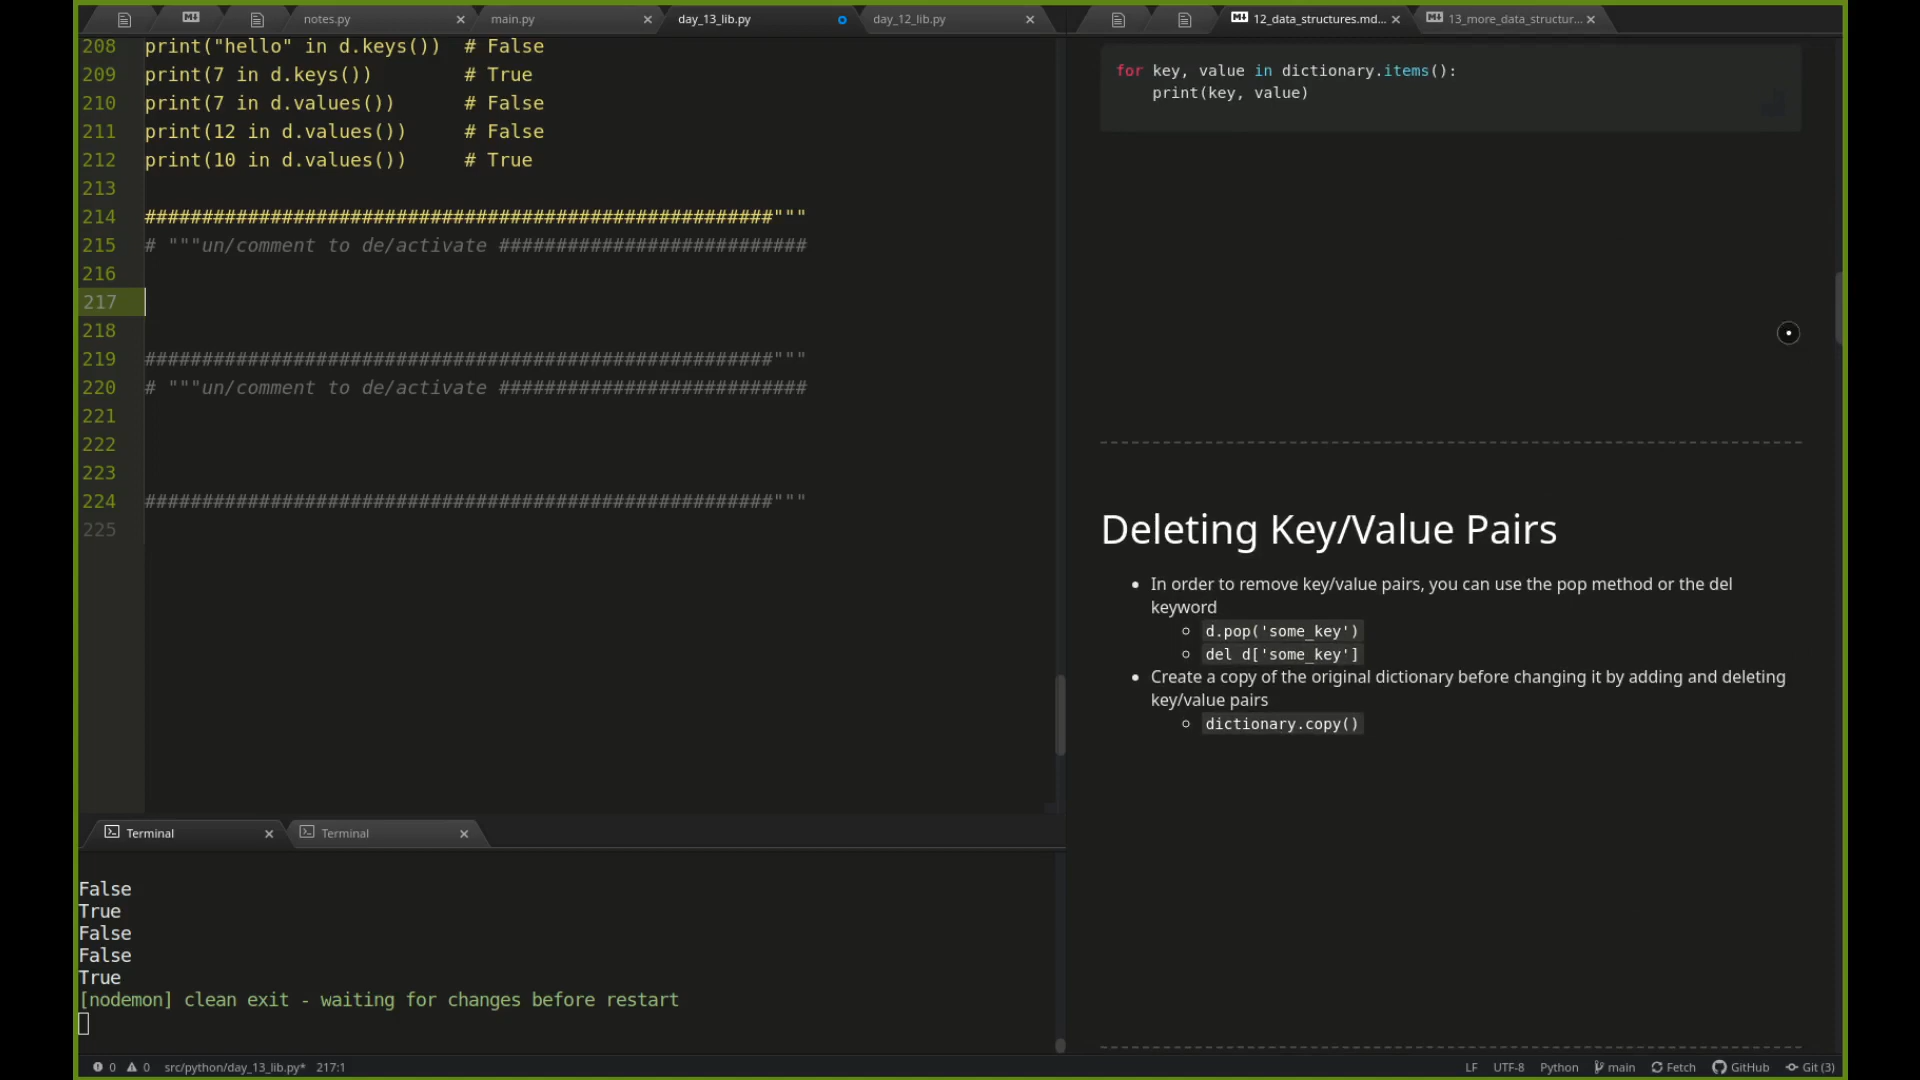 notes.py
main.py
day_13_lib.py
day_12_lib.py
12_data_structures.md...
13_more_data_structur...
208 print("hello" in d.keys())  # False
209 print(7 in d.keys())        # True
210 print(7 in d.values())      # False
211 print(12 in d.values())     # False
212 print(10 in d.values())     # True
213
214 #######################################################"""
215 # """un/comment to de/activate ###########################
216
217
218
219 #######################################################"""
220 # """un/comment to de/activate ###########################
221
222
223
224 #######################################################"""
225
Terminal
Terminal
False
True
False
False
True
[nodemon] clean exit - waiting for changes before restart
for key, value in dictionary.items():
    print(key, value)
Deleting Key/Value Pairs
• In order to remove key/value pairs, you can use the pop method or the del
keyword
◦ d.pop('some_key')
◦ del d['some_key']
• Create a copy of the original dictionary before changing it by adding and deleting
key/value pairs
◦ dictionary.copy()
0 0 src/python/day_13_lib.py* 217:1
LF UTF-8 Python main Fetch GitHub Git (3)